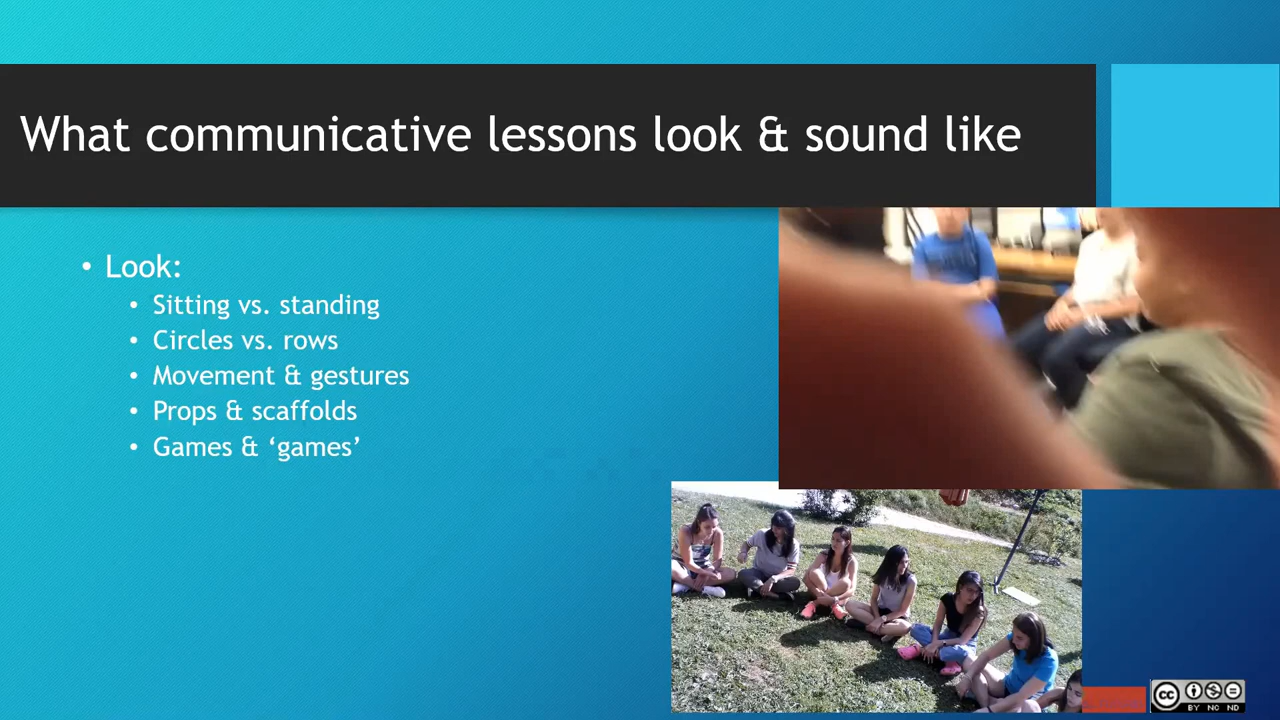 What communicative lessons look & sound like
• Look:
• Sitting vs. standing
• Circles vs. rows
• Movement & gestures
• Props & scaffolds
• Games & ‘games’
cc
BY NC ND